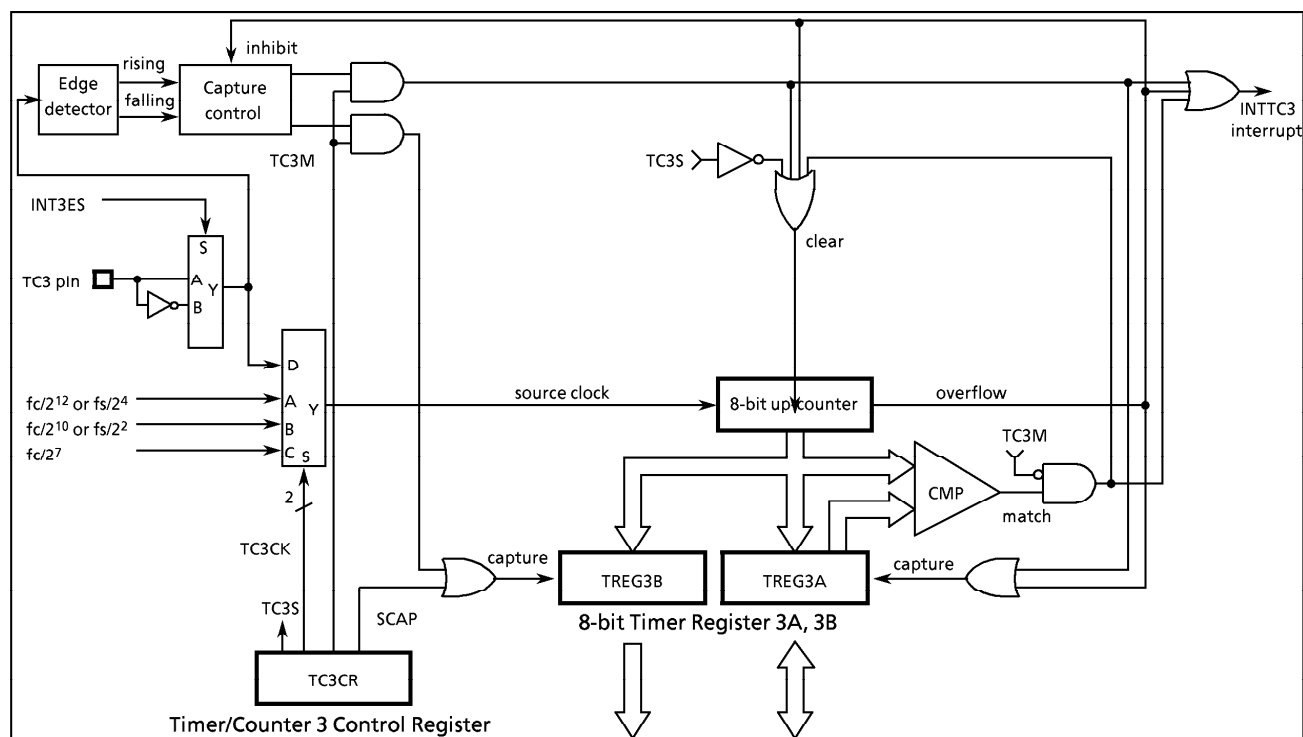 inhibit
Edge
detector
rising
falling
Capture
control
TC3M
INTTC3
interrupt
TC3S
clear
INT3ES
S
TC3 pin
A
Y
B
D
fc/2¹² or fs/2⁴
A
Y
fc/2¹⁰ or fs/2²
B
fc/2⁷
C
S
source clock
8-bit up counter
overflow
TC3M
CMP
match
2
TC3CK
capture
TREG3B
TREG3A
capture
TC3S
SCAP
8-bit Timer Register 3A, 3B
TC3CR
Timer/Counter 3 Control Register